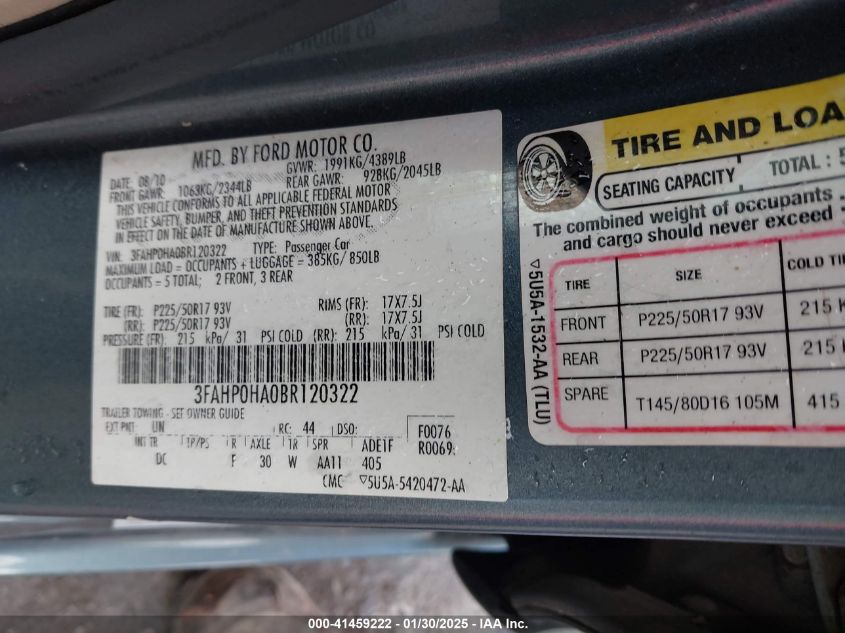 MFD. BY FORD MOTOR CO.
DATE: 08/10 GVWR: 1991KG/4389LB
FRONT GAWR: 1063KG/2344LB REAR GAWR: 928KG/2045LB
THIS VEHICLE CONFORMS TO ALL APPLICABLE FEDERAL MOTOR
VEHICLE SAFETY, BUMPER, AND THEFT PREVENTION STANDARDS
IN EFFECT ON THE DATE OF MANUFACTURE SHOWN ABOVE.
VIN: 3FAHP0HA0BR120322 TYPE: Passenger Car
MAXIMUM LOAD = OCCUPANTS + LUGGAGE = 385KG/ 850LB
OCCUPANTS = 5 TOTAL; 2 FRONT, 3 REAR
TIRE (FR): P225/50R17 93V RIMS (FR): 17X7.5J
(RR): P225/50R17 93V (RR): 17X7.5J
PRESSURE (FR): 215 kPa/ 31 PSI COLD (RR): 215 kPa/ 31 PSI COLD
3FAHP0HA0BR120322
TRAILER TOWING - SET OWNER GUIDE
EXT PNT: UN RC: 44 DSO: F0076
INT TR TP/PS R AXLE TR SPR ADE1F R0069
DC F 30 W AA11 405
CMC ▽5U5A-5420472-AA
TIRE AND LOA
SEATING CAPACITY TOTAL : 5
The combined weight of occupants
and cargo should never exceed
▽5U5A-1532-AA (TLU)
TIRE SIZE COLD TI
FRONT P225/50R17 93V 215 K
REAR P225/50R17 93V 215
SPARE T145/80D16 105M 415
000-41459222 - 01/30/2025 - IAA Inc.